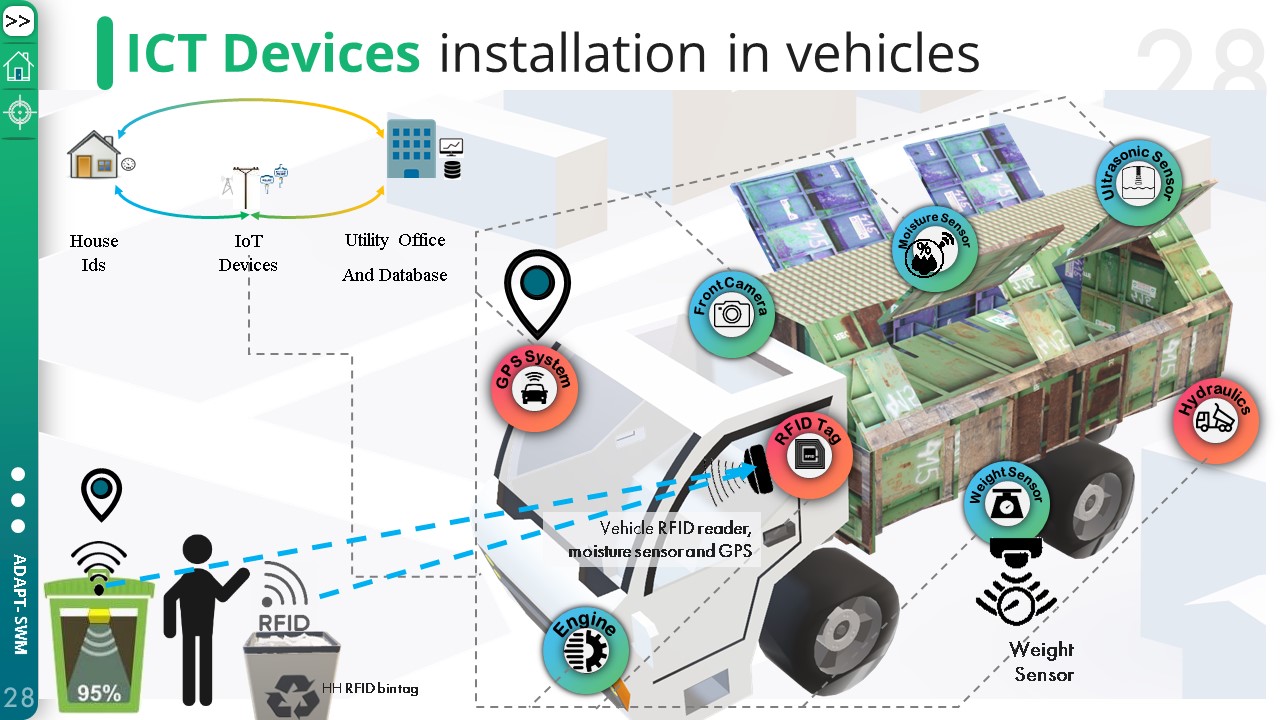 >>
ICT Devices installation in vehicles
28
House
Ids
IoT
Devices
Utility Office
And Database
Ultrasonic Sensor
Moisture Sensor
%
Front Camera
GPS System
Hydraulics
RFID Tag
Weight Sensor
Vehicle RFID reader,
moisture sensor and GPS
Engine
Weight
Sensor
RFID
95%
HH RFID bin tag
ADAPT- SWM
28